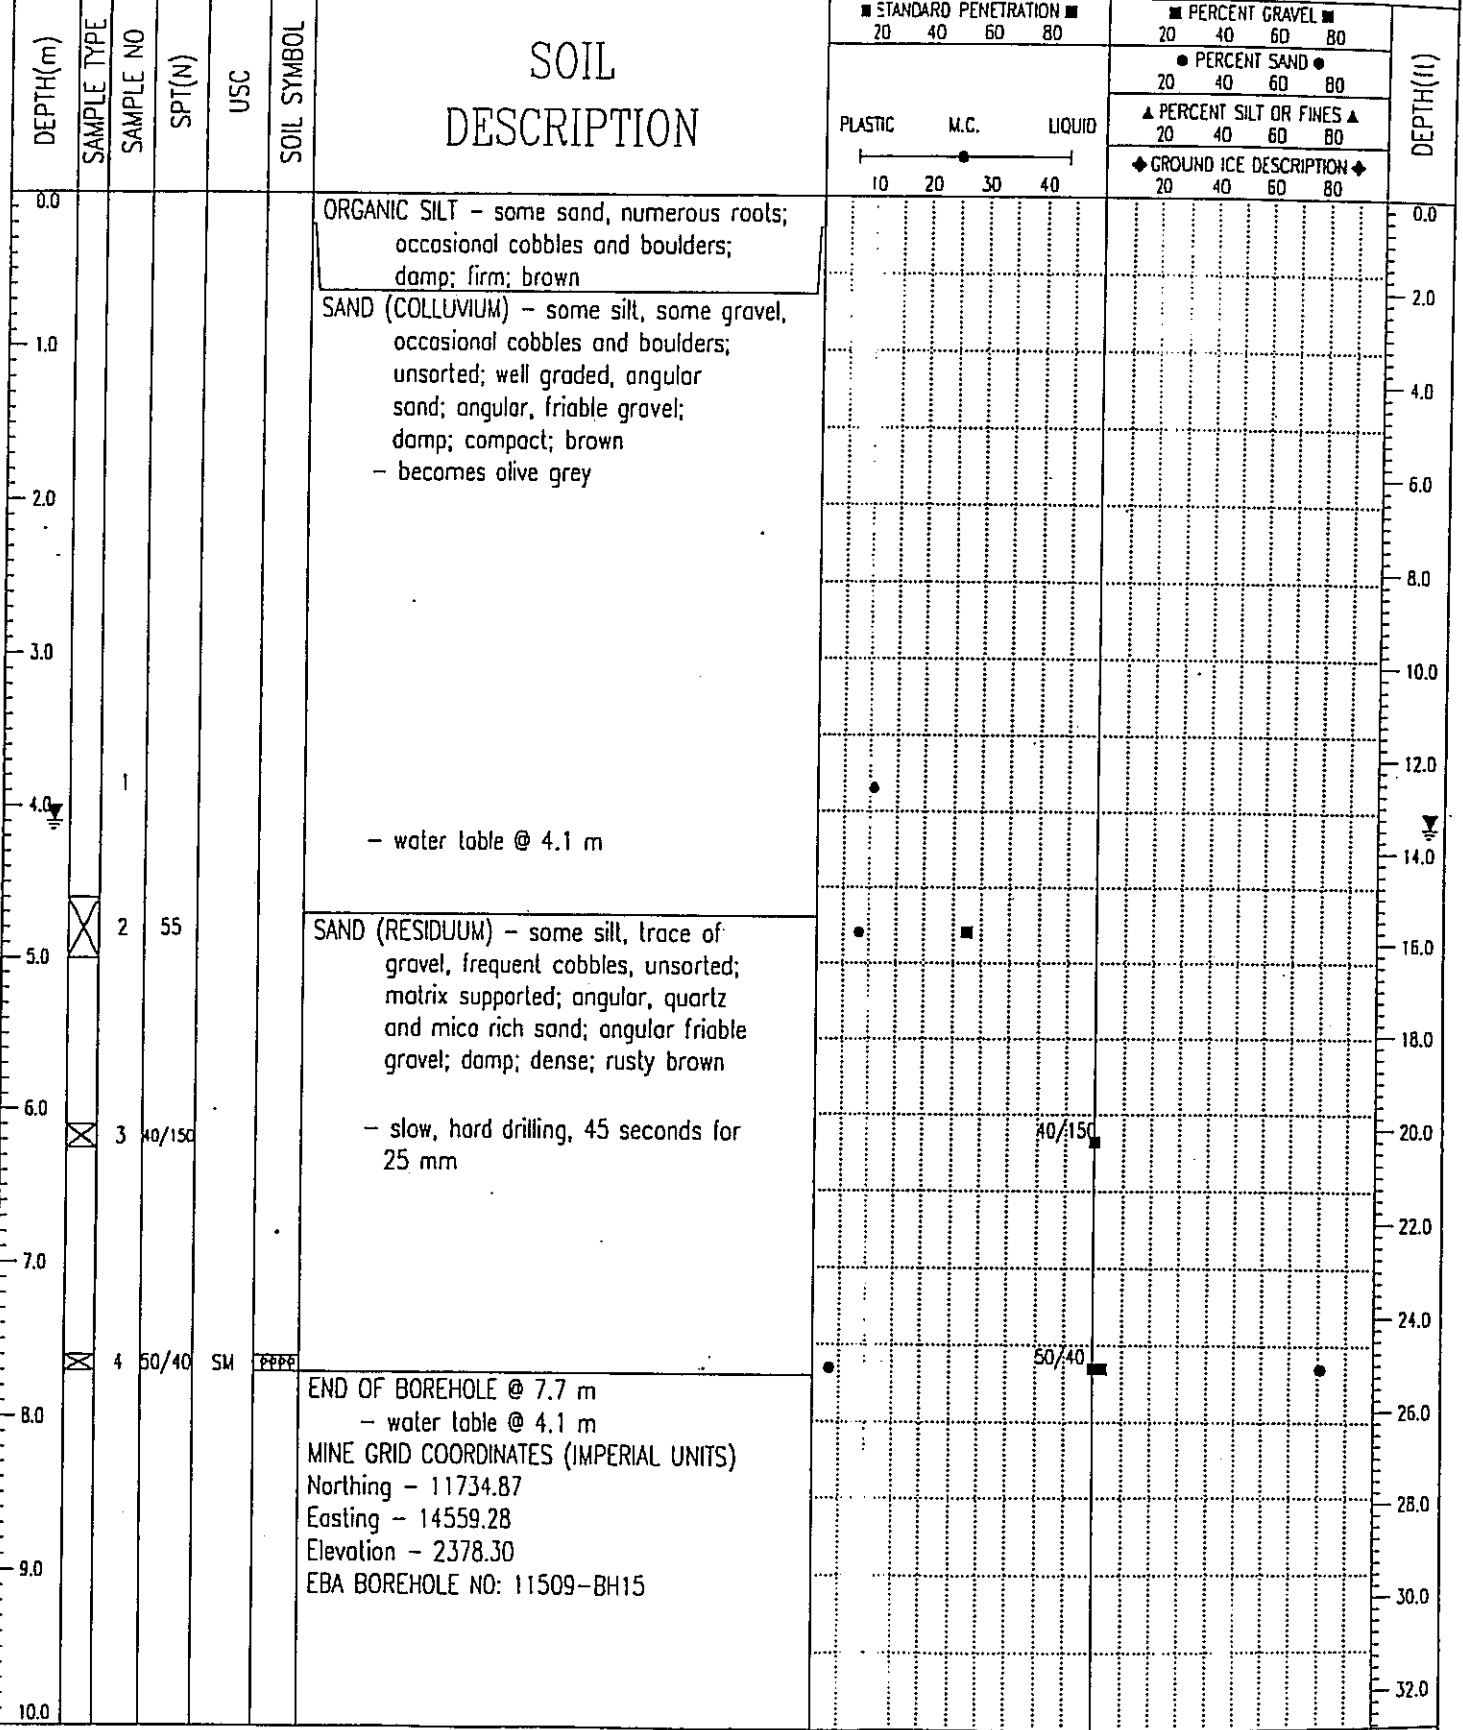 DEPTH(m)
SAMPLE TYPE
SAMPLE NO
SPT(N)
USC
SOIL SYMBOL
SOIL
DESCRIPTION
■ STANDARD PENETRATION ■
20 40 60 80
PLASTIC M.C. LIQUID
10 20 30 40
■ PERCENT GRAVEL ■
20 40 60 80
● PERCENT SAND ●
20 40 60 80
▲ PERCENT SILT OR FINES ▲
20 40 60 80
◆ GROUND ICE DESCRIPTION ◆
20 40 60 80
DEPTH(ft)
0.0
1.0
2.0
3.0
4.0
5.0
6.0
7.0
8.0
9.0
10.0
1
2 55
3 40/150
4 50/40 SM
ORGANIC SILT - some sand, numerous roots;
occasional cobbles and boulders;
damp; firm; brown
SAND (COLLUVIUM) - some silt, some gravel,
occasional cobbles and boulders;
unsorted; well graded, angular
sand; angular, friable gravel;
damp; compact; brown
- becomes olive grey
- water table @ 4.1 m
SAND (RESIDUUM) - some silt, trace of
gravel, frequent cobbles, unsorted;
matrix supported; angular, quartz
and mica rich sand; angular friable
gravel; damp; dense; rusty brown
- slow, hard drilling, 45 seconds for
25 mm
END OF BOREHOLE @ 7.7 m
- water table @ 4.1 m
MINE GRID COORDINATES (IMPERIAL UNITS)
Northing - 11734.87
Easting - 14559.28
Elevation - 2378.30
EBA BOREHOLE NO: 11509-BH15
40/150
50/40
0.0
2.0
4.0
6.0
8.0
10.0
12.0
14.0
16.0
18.0
20.0
22.0
24.0
26.0
28.0
30.0
32.0